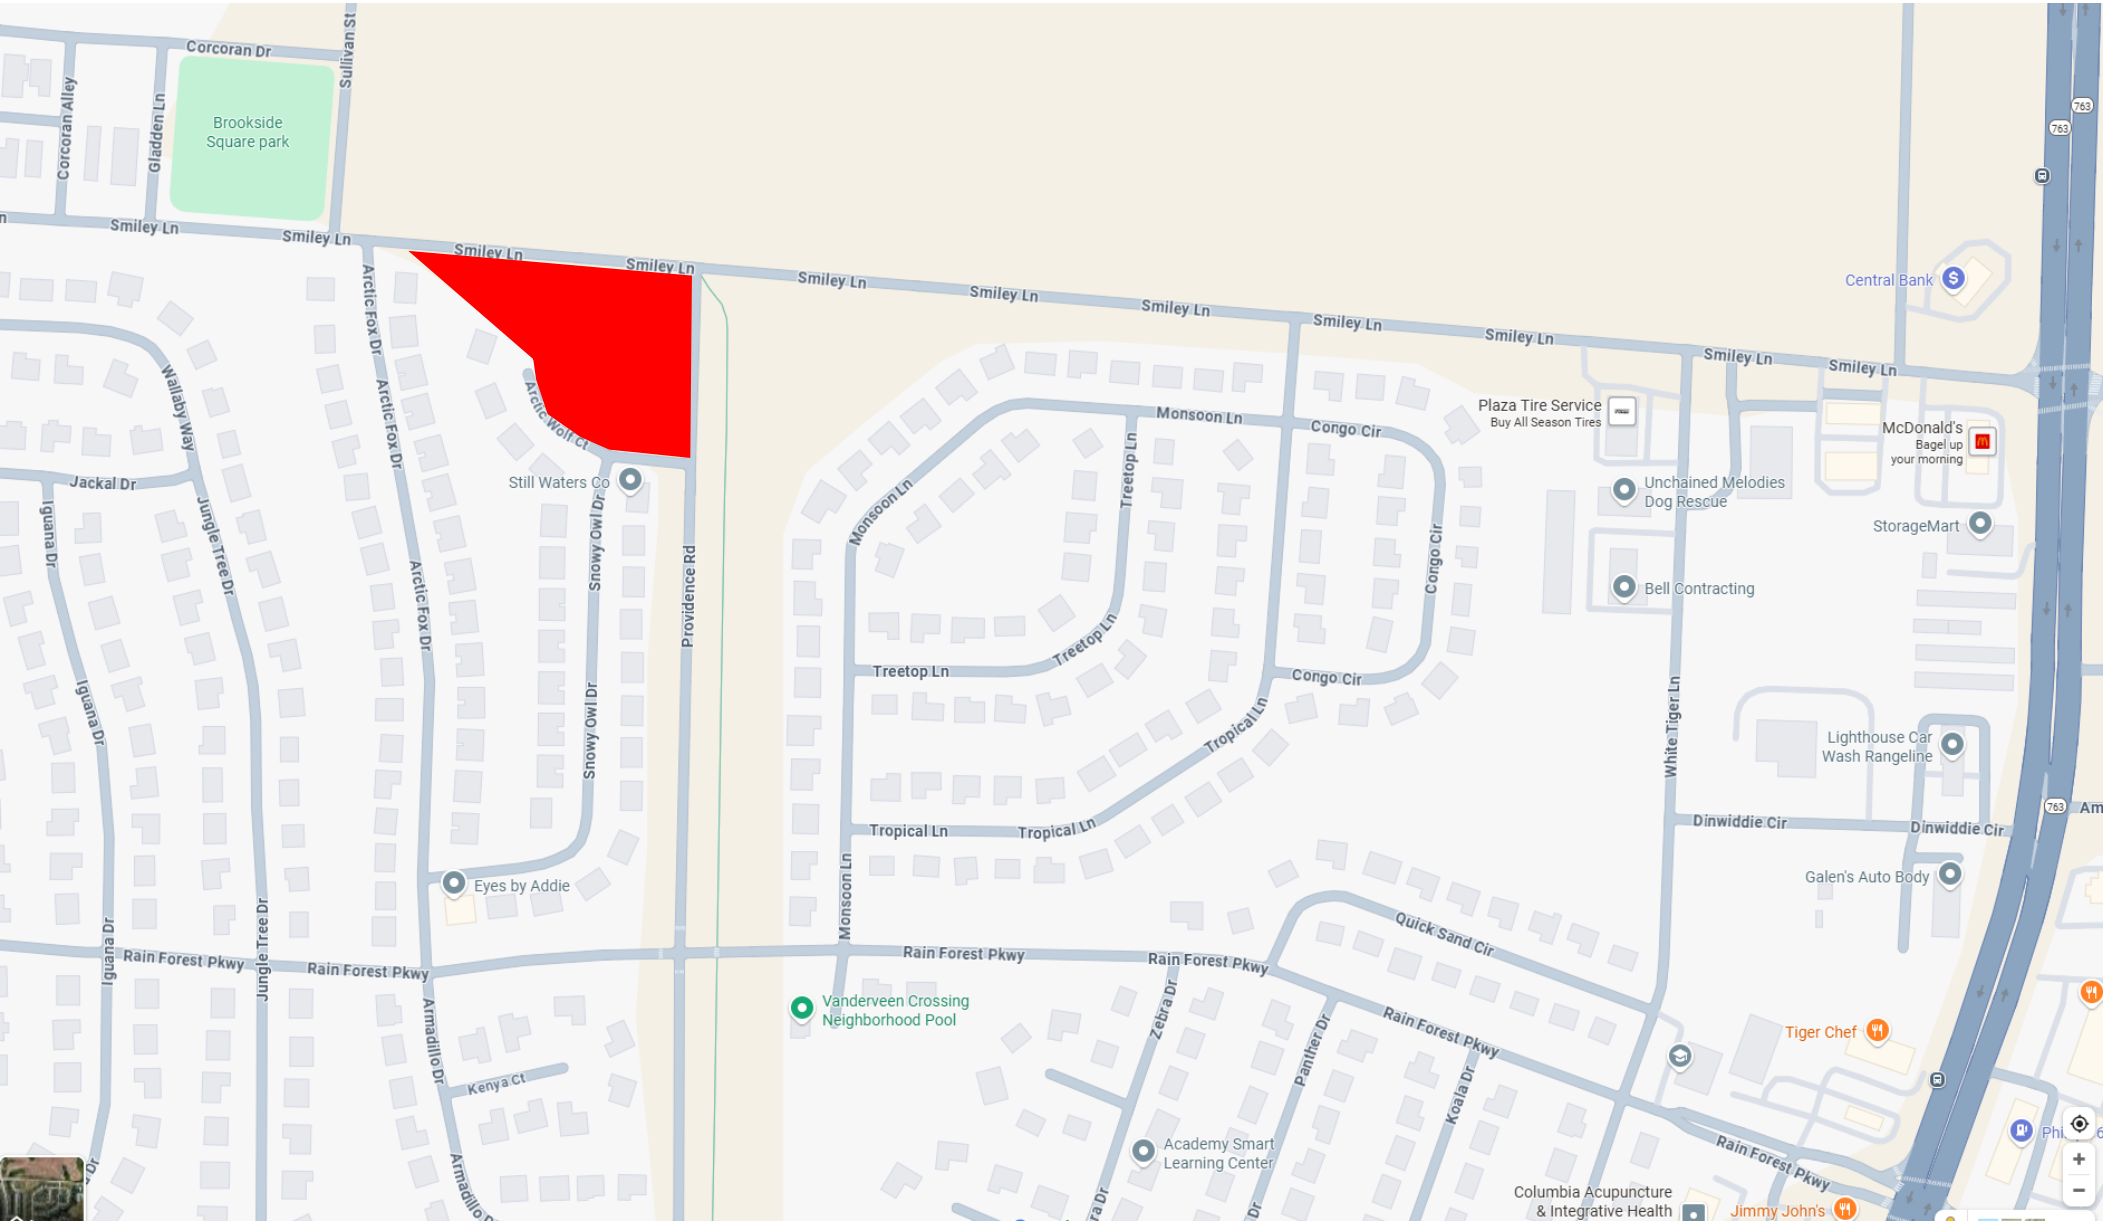 Corcoran Dr
Sullivan St
Corcoran Alley
Gladden Ln
Brookside
Square park
763
763
Smiley Ln
Smiley Ln
Smiley Ln
Smiley Ln
Smiley Ln
Smiley Ln
Smiley Ln
Smiley Ln
Smiley Ln
Smiley Ln
Smiley Ln
Central Bank
Arctic Fox Dr
Arctic Fox Dr
Arctic Fox Dr
Wallaby Way
Arctic Wolf Ct
Monsoon Ln
Congo Cir
Plaza Tire Service
Buy All Season Tires
McDonald's
Bagel up
your morning
Jackal Dr
Still Waters Co
Unchained Melodies
Dog Rescue
StorageMart
Iguana Dr
Jungle Tree Dr
Snowy Owl Dr
Providence Rd
Monsoon Ln
Treetop Ln
Congo Cir
Bell Contracting
Treetop Ln
Treetop Ln
Congo Cir
Iguana Dr
Snowy Owl Dr
Tropical Ln
White Tiger Ln
Lighthouse Car
Wash Rangeline
763
Am
Tropical Ln
Tropical Ln
Dinwiddie Cir
Dinwiddie Cir
Eyes by Addie
Monsoon Ln
Galen's Auto Body
Quick Sand Cir
Iguana Dr
Jungle Tree Dr
Rain Forest Pkwy
Rain Forest Pkwy
Rain Forest Pkwy
Rain Forest Pkwy
Vanderveen Crossing
Neighborhood Pool
Zebra Dr
Panther Dr
Rain Forest Pkwy
Tiger Chef
Armadillo Dr
Kenya Ct
Koala Dr
Academy Smart
Learning Center
Armadillo D
Dr
ra Dr
Dr
Rain Forest Pkwy
Columbia Acupuncture
& Integrative Health
Jimmy John's